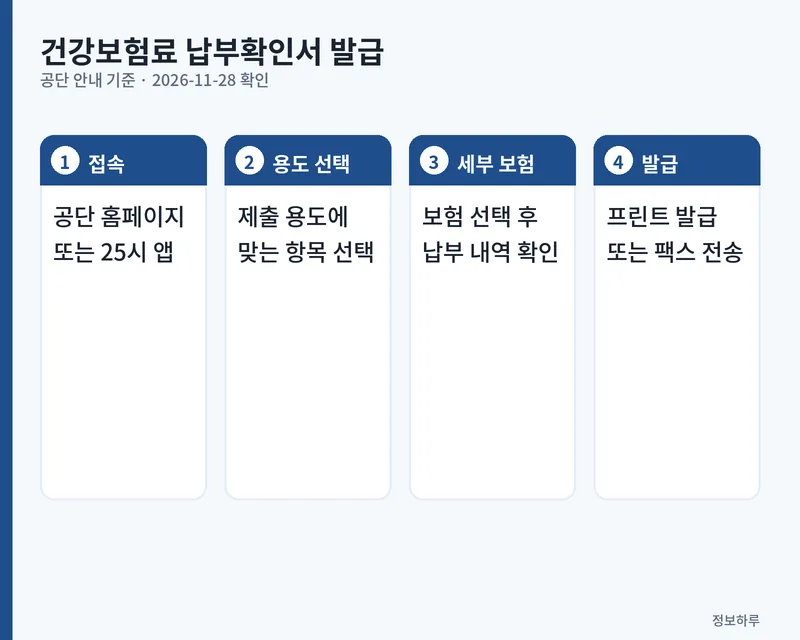 건강보험료 납부확인서 발급
공단 안내 기준 · 2026-11-28 확인
1 접속
공단 홈페이지
또는 25시 앱
2 용도 선택
제출 용도에
맞는 항목 선택
3 세부 보험
보험 선택 후
납부 내역 확인
4 발급
프린트 발급
또는 팩스 전송
정보하루